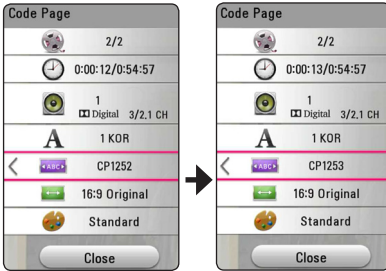 Code Page
2/2
0:00:12/0:54:57
1
Digital 3/2.1 CH
A 1 KOR
ABC CP1252
16:9 Original
Standard
Close
Code Page
2/2
0:00:13/0:54:57
1
Digital 3/2.1 CH
A 1 KOR
ABC CP1253
16:9 Original
Standard
Close